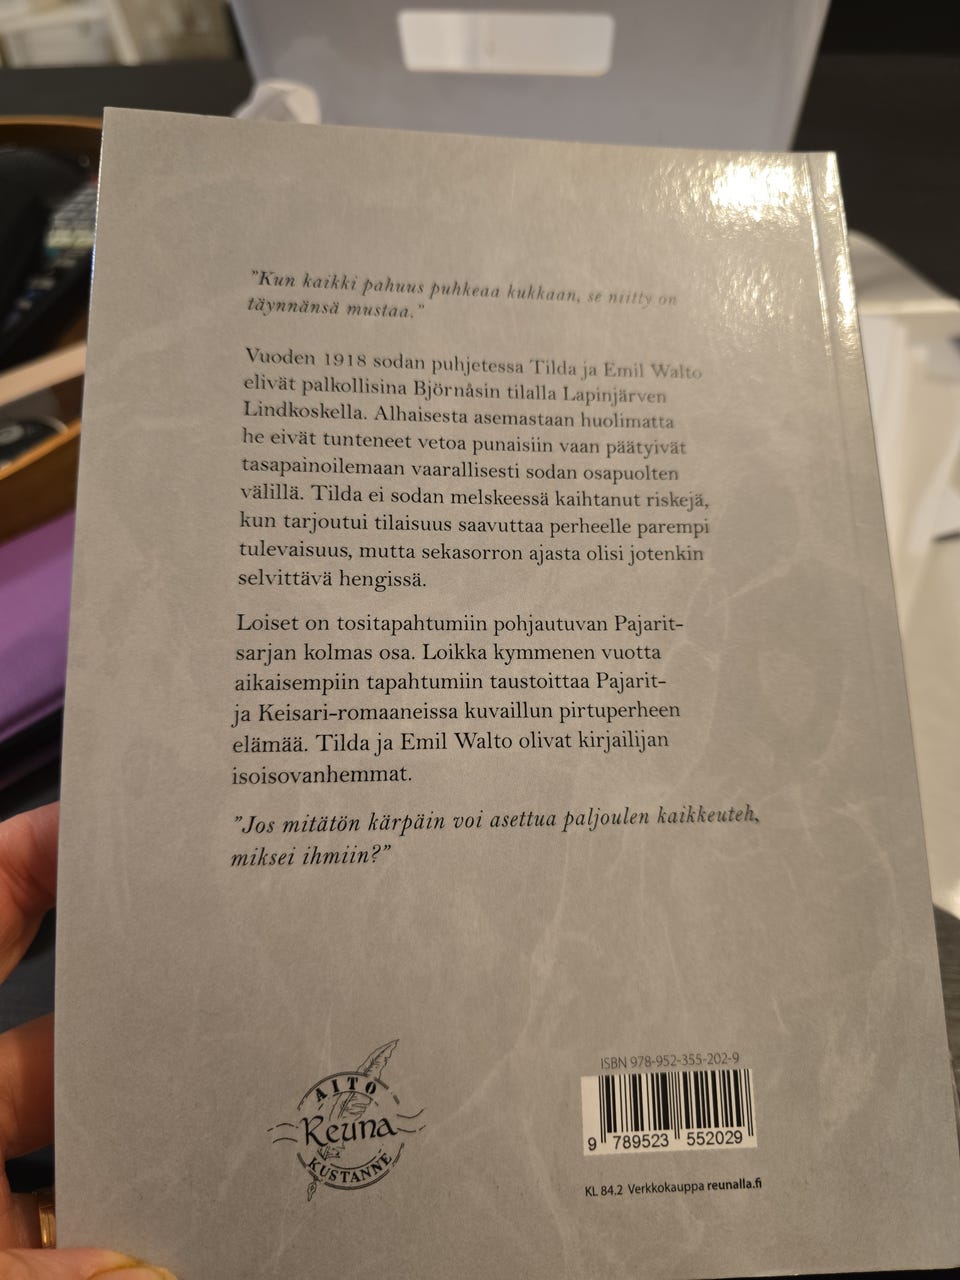 "Kun kaikki pahuus puhkeaa kukkaan, se niitty on
täynnänsä mustaa."
Vuoden 1918 sodan puhjetessa Tilda ja Emil Walto
elivät palkollisina Björnåsin tilalla Lapinjärven
Lindkoskella. Alhaisesta asemastaan huolimatta
he eivät tunteneet vetoa punaisiin vaan päätyivät
tasapainoilemaan vaarallisesti sodan osapuolten
välillä. Tilda ei sodan melskeessä kaihtanut riskejä,
kun tarjoutui tilaisuus saavuttaa perheelle parempi
tulevaisuus, mutta sekasorron ajasta olisi jotenkin
selvittävä hengissä.
Loiset on tositapahtumiin pohjautuvan Pajarit-
sarjan kolmas osa. Loikka kymmenen vuotta
aikaisempiin tapahtumiin taustoittaa Pajarit-
ja Keisari-romaaneissa kuvaillun pirtuperheen
elämää. Tilda ja Emil Walto olivat kirjailijan
isoisovanhemmat.
"Jos mitätön kärpäin voi asettua paljoulen kaikkeuteh,
miksei ihmiin?"
AITO
Reuna
KUSTANNE
ISBN 978-952-355-202-9
9 789523 552029
KL 84.2 Verkkokauppa reunalla.fi